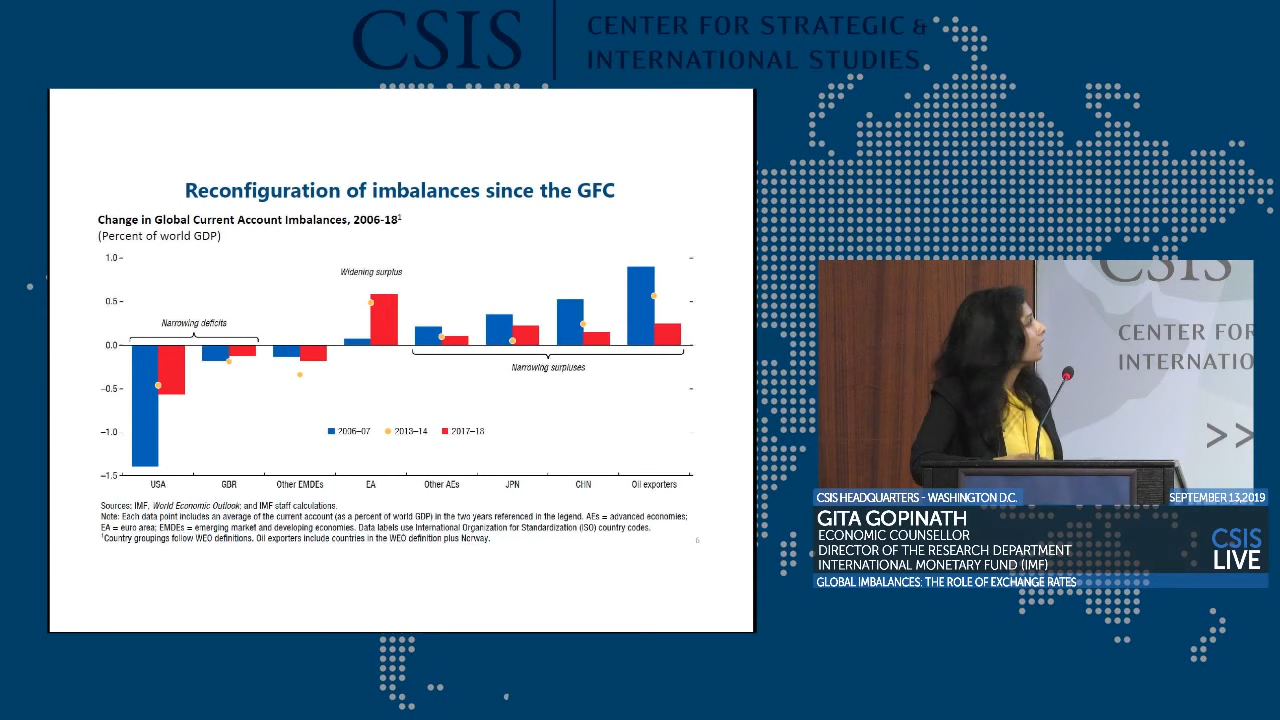 CSIS
CENTER FOR STRATEGIC &
INTERNATIONAL STUDIES
Reconfiguration of imbalances since the GFC
Change in Global Current Account Imbalances, 2006-18¹
(Percent of world GDP)
1.0
0.5
0.0
–0.5
–1.0
–1.5
Narrowing deficits
Widening surplus
Narrowing surpluses
2006–07
2013–14
2017–18
USA
GBR
Other EMDEs
EA
Other AEs
JPN
CHN
Oil exporters
Sources: IMF, World Economic Outlook; and IMF staff calculations.
Note: Each data point includes an average of the current account (as a percent of world GDP) in the two years referenced in the legend. AEs = advanced economies;
EA = euro area; EMDEs = emerging market and developing economies. Data labels use International Organization for Standardization (ISO) country codes.
¹Country groupings follow WEO definitions. Oil exporters include countries in the WEO definition plus Norway.
6
CSIS
CENTER FOR
INTERNATIO
>>
CSIS HEADQUARTERS - WASHINGTON D.C.
SEPTEMBER 13,2019
GITA GOPINATH
ECONOMIC COUNSELLOR
DIRECTOR OF THE RESEARCH DEPARTMENT
INTERNATIONAL MONETARY FUND (IMF)
CSIS
LIVE
GLOBAL IMBALANCES: THE ROLE OF EXCHANGE RATES